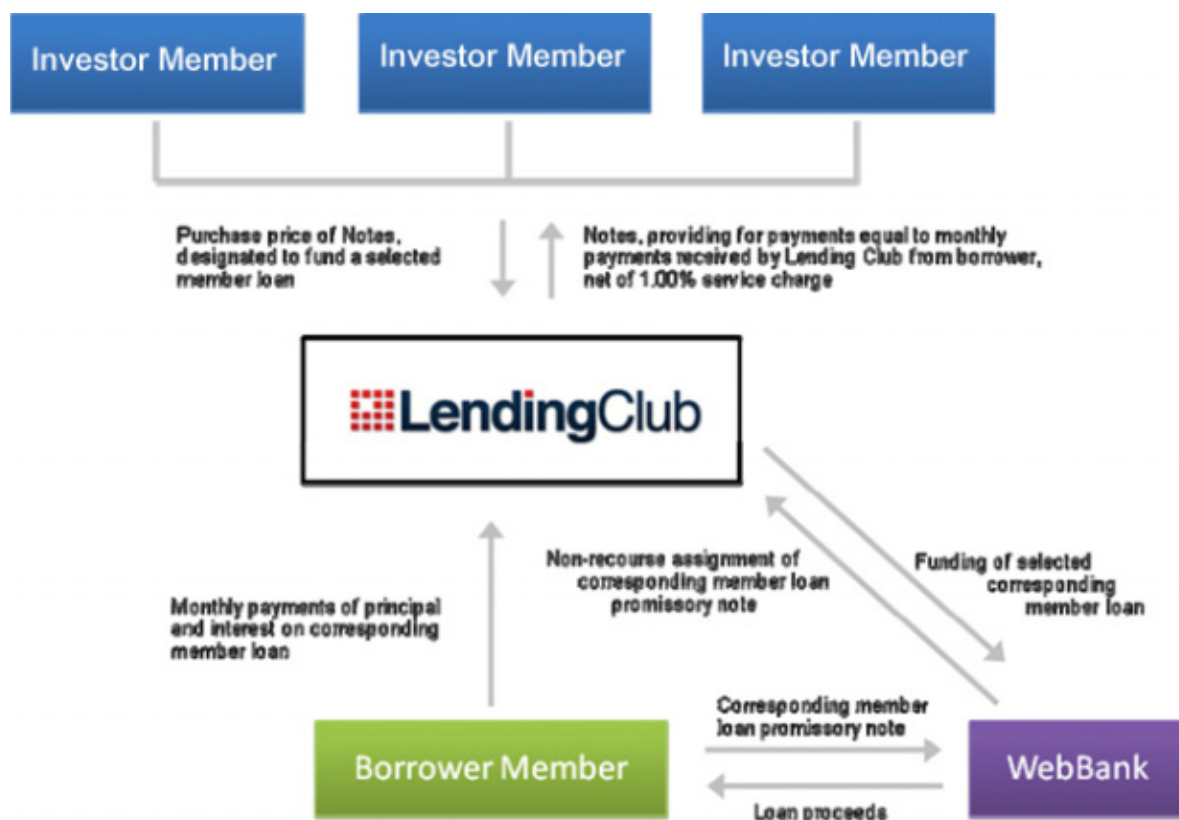 Investor Member
Investor Member
Investor Member
Purchase price of Notes,
designated to fund a selected
member loan
Notes, providing for payments equal to monthly
payments received by Lending Club from borrower,
net of 1.00% service charge
LendingClub
Non-recourse assignment of
corresponding member loan
promissory note
Funding of selected
corresponding
member loan
Monthly payments of principal
and interest on corresponding
member loan
Corresponding member
loan promissory note
Borrower Member
WebBank
Loan proceeds